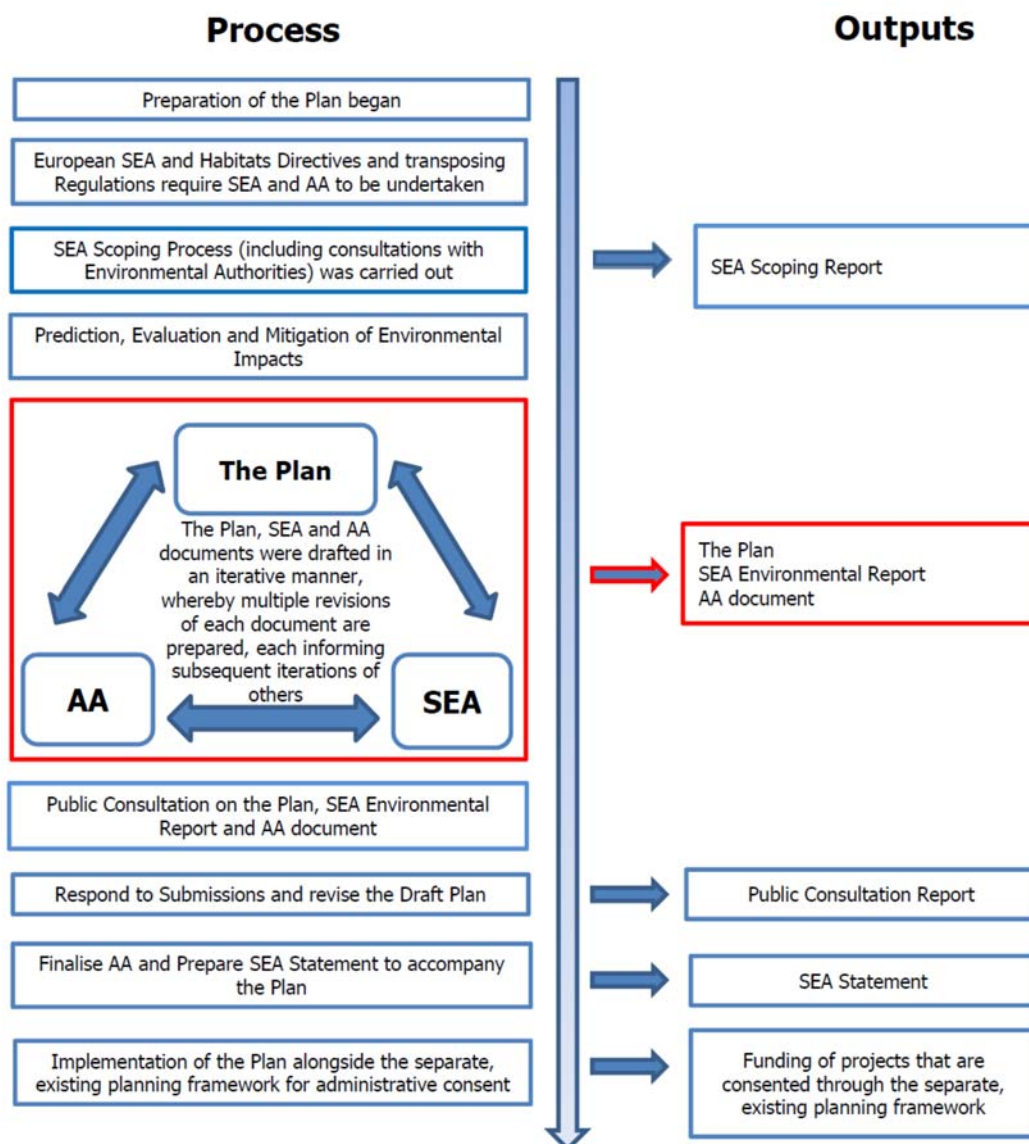 Process
Outputs
Preparation of the Plan began
European SEA and Habitats Directives and transposing
Regulations require SEA and AA to be undertaken
SEA Scoping Process (including consultations with
Environmental Authorities) was carried out
SEA Scoping Report
Prediction, Evaluation and Mitigation of Environmental
Impacts
The Plan
The Plan, SEA and AA
documents were drafted in
an iterative manner,
whereby multiple revisions
of each document are
prepared, each informing
subsequent iterations of
others
AA
SEA
The Plan
SEA Environmental Report
AA document
Public Consultation on the Plan, SEA Environmental
Report and AA document
Respond to Submissions and revise the Draft Plan
Public Consultation Report
Finalise AA and Prepare SEA Statement to accompany
the Plan
SEA Statement
Implementation of the Plan alongside the separate,
existing planning framework for administrative consent
Funding of projects that are
consented through the separate,
existing planning framework